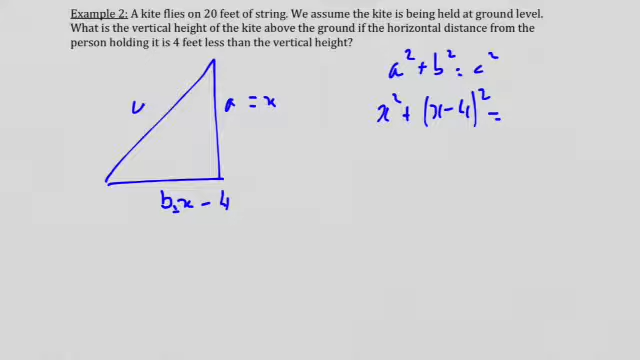 Example 2: A kite flies on 20 feet of string. We assume the kite is being held at ground level.
What is the vertical height of the kite above the ground if the horizontal distance from the
person holding it is 4 feet less than the vertical height?
a² + b² = c²
a = x
x² + (x - 4)² =
b = x - 4